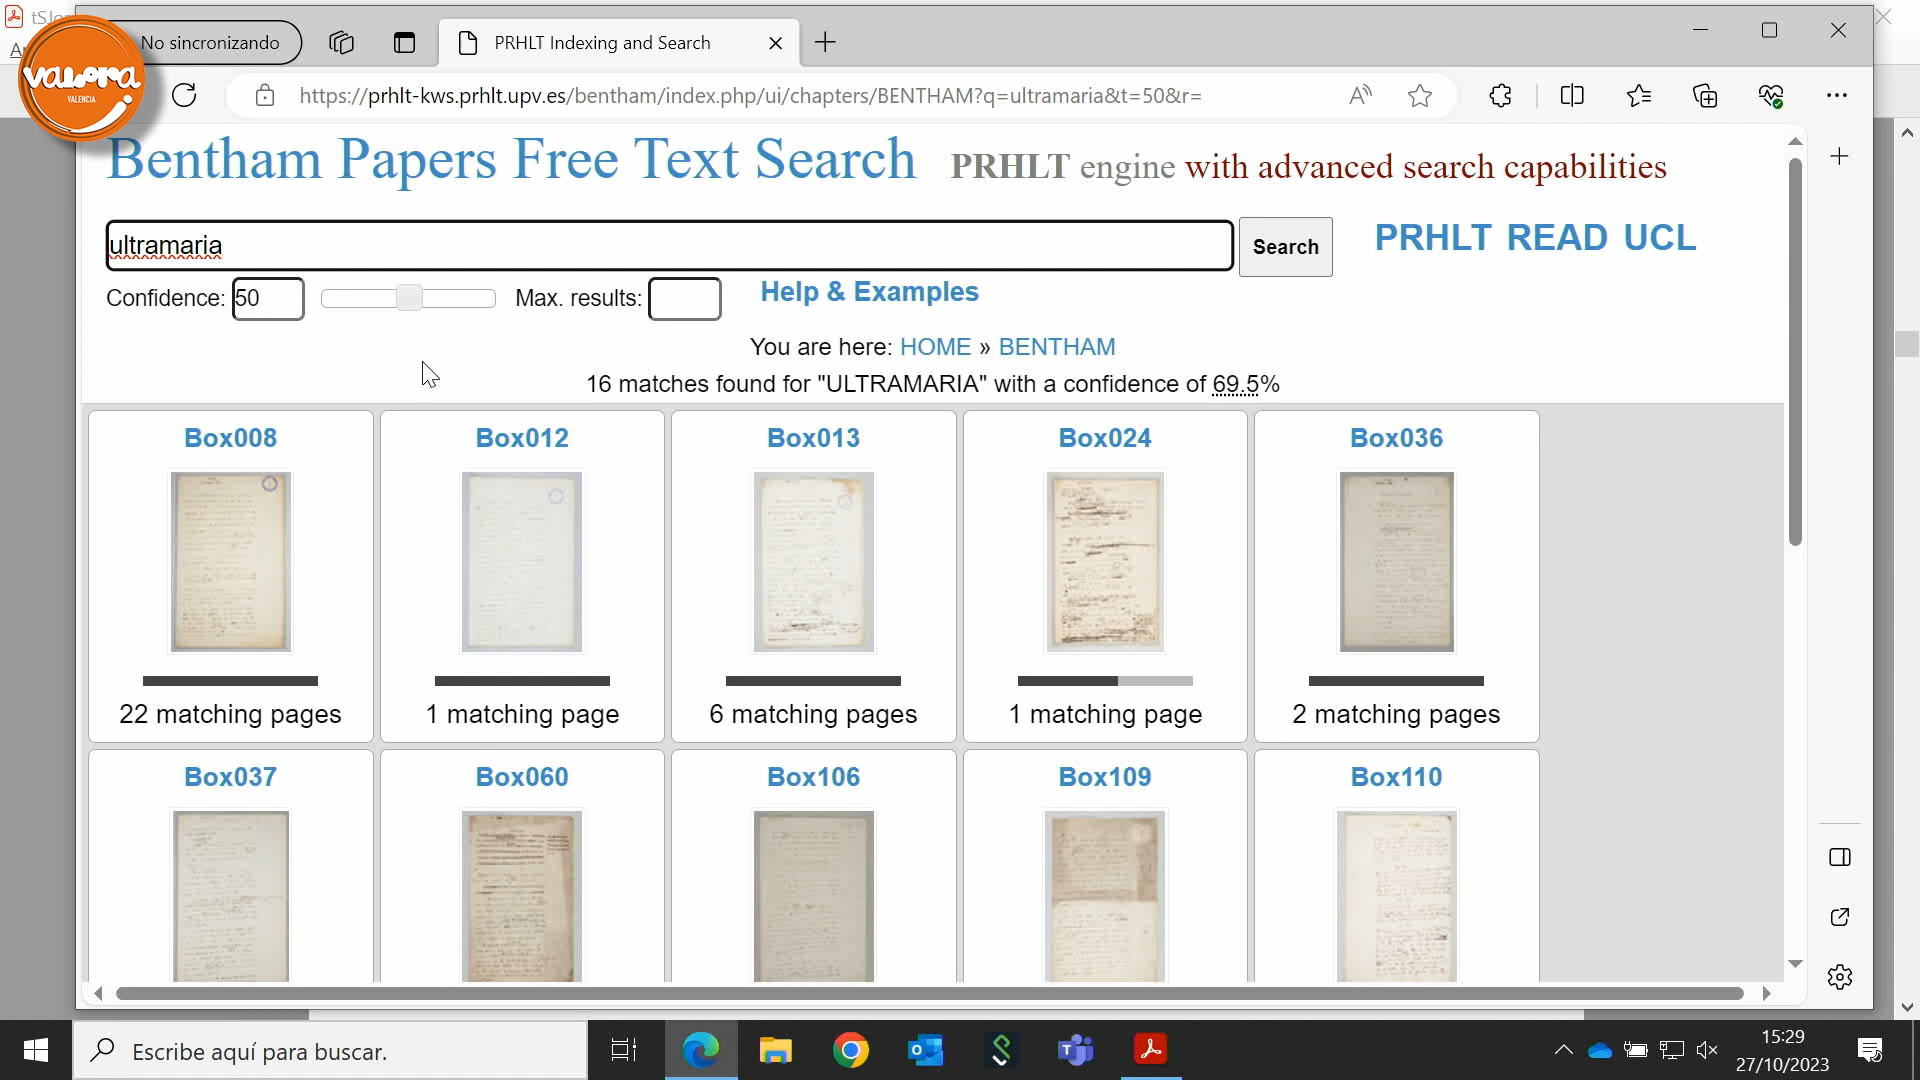 tSJor
No sincronizando
PRHLT Indexing and Search
valora
VALENCIA
https://prhlt-kws.prhlt.upv.es/bentham/index.php/ui/chapters/BENTHAM?q=ultramaria&t=50&r=
Bentham Papers Free Text Search PRHLT engine with advanced search capabilities
ultramaria
Search
PRHLT READ UCL
Confidence: 50 Max. results:
Help & Examples
You are here: HOME » BENTHAM
16 matches found for "ULTRAMARIA" with a confidence of 69.5%
Box008 Box012 Box013 Box024 Box036
22 matching pages 1 matching page 6 matching pages 1 matching page 2 matching pages
Box037 Box060 Box106 Box109 Box110
Escribe aquí para buscar.
15:29
27/10/2023